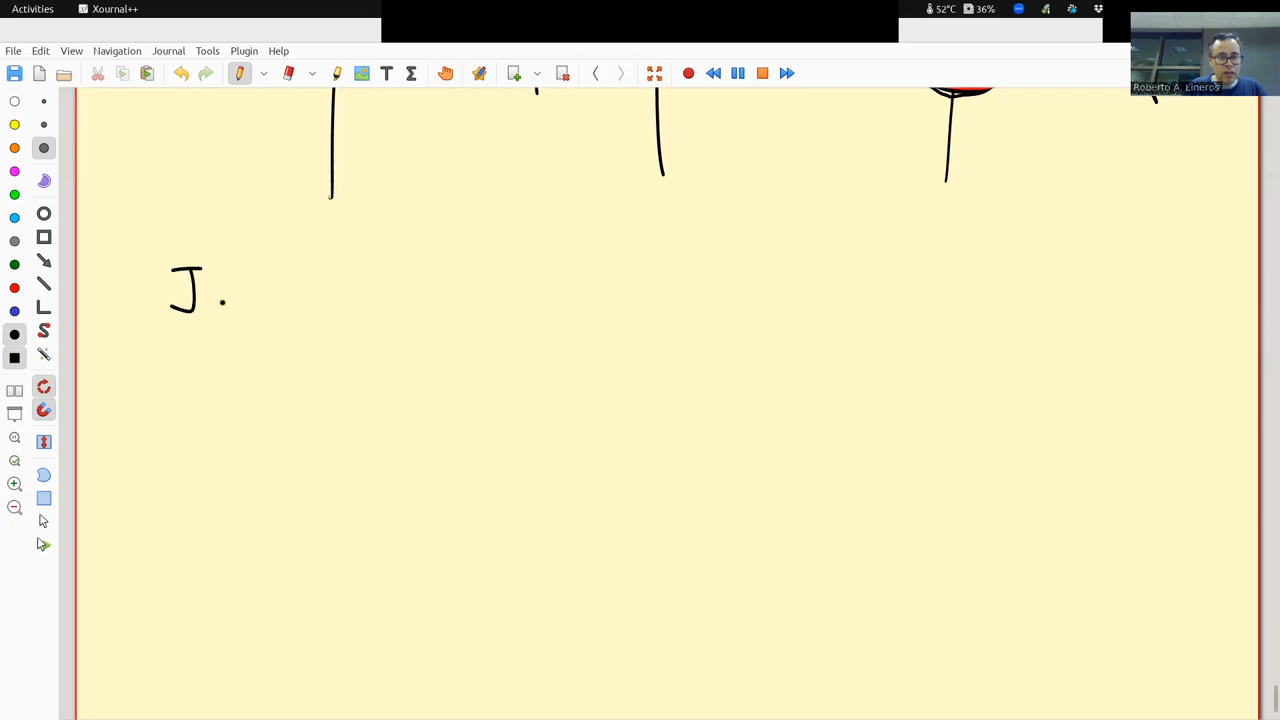 Activities Xournal++ 52°C 36%
File Edit View Navigation Journal Tools Plugin Help
Roberto A. Lineros
J